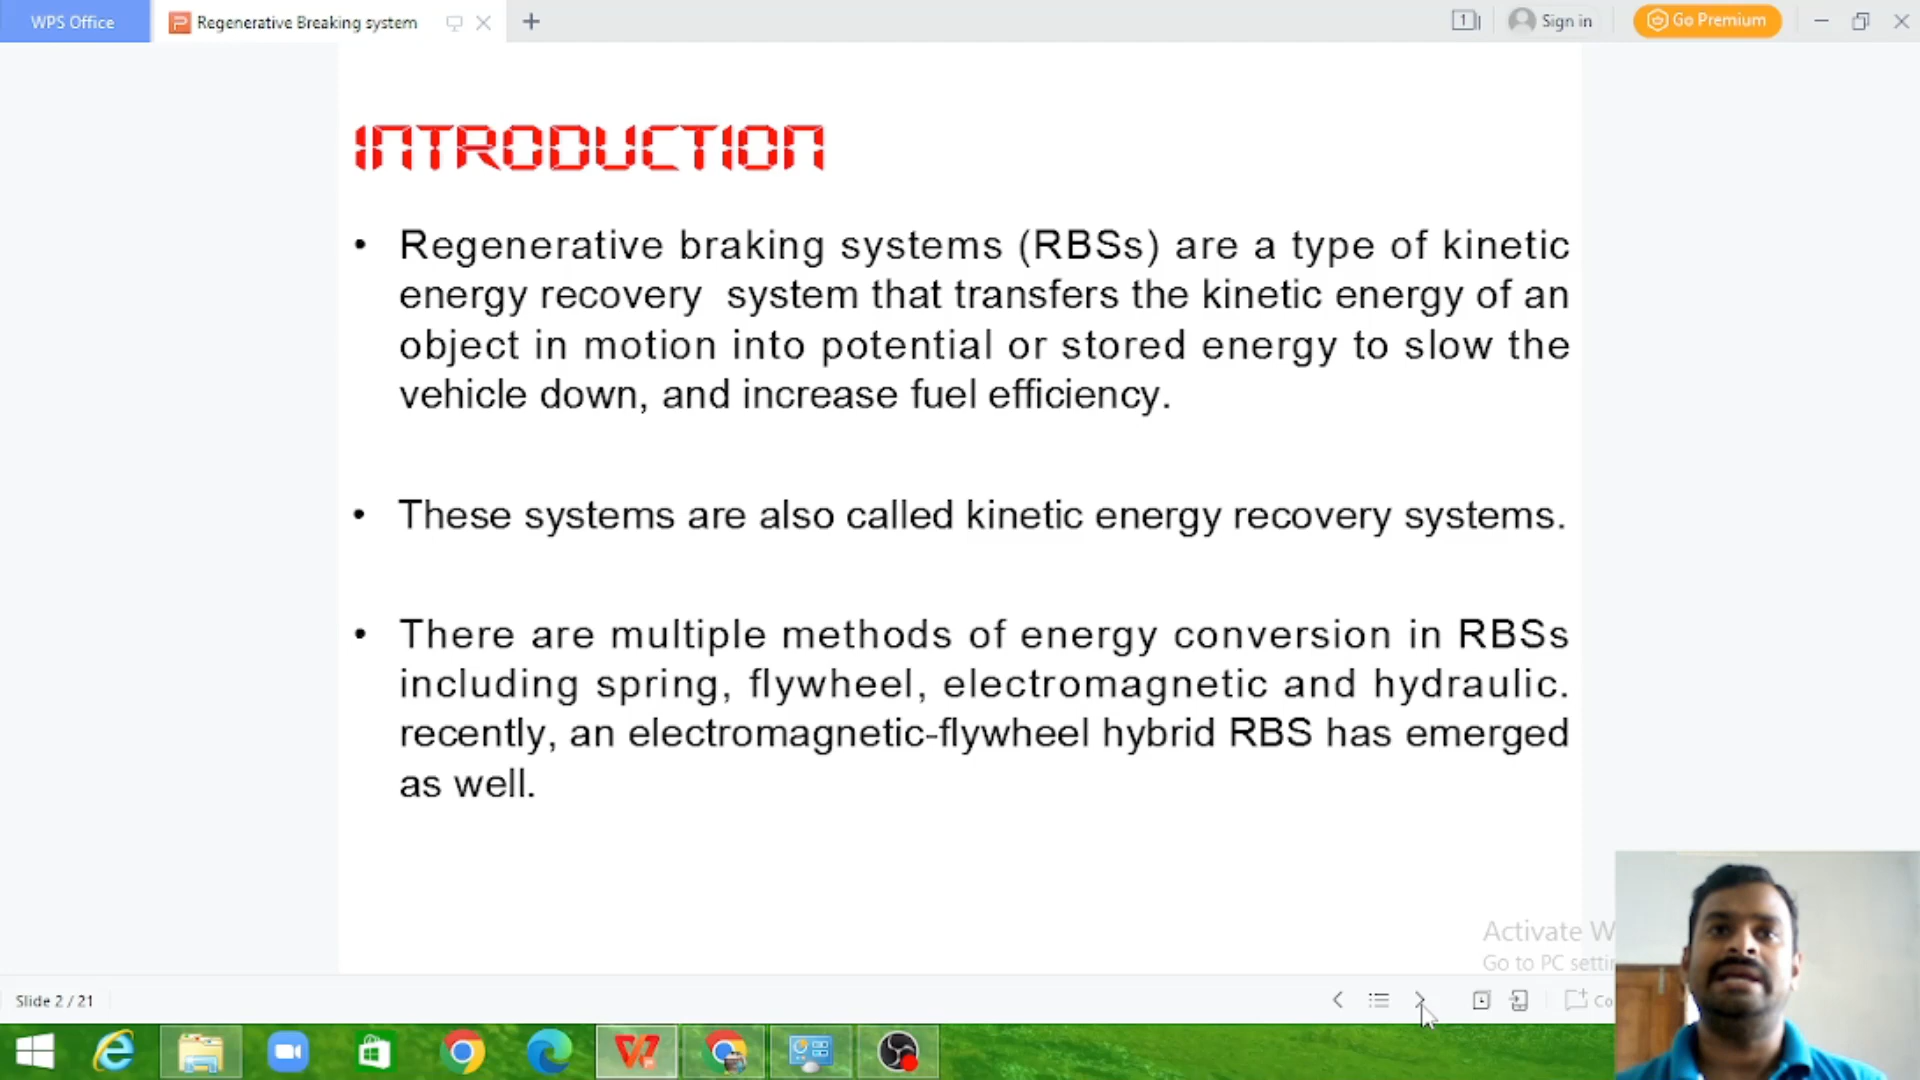 WPS Office
Regenerative Breaking system
1
Sign in
Go Premium
INTRODUCTION
• Regenerative braking systems (RBSs) are a type of kinetic
energy recovery system that transfers the kinetic energy of an
object in motion into potential or stored energy to slow the
vehicle down, and increase fuel efficiency.
• These systems are also called kinetic energy recovery systems.
• There are multiple methods of energy conversion in RBSs
including spring, flywheel, electromagnetic and hydraulic.
recently, an electromagnetic-flywheel hybrid RBS has emerged
as well.
Activate W
Go to PC setti
Slide 2 / 21
Co